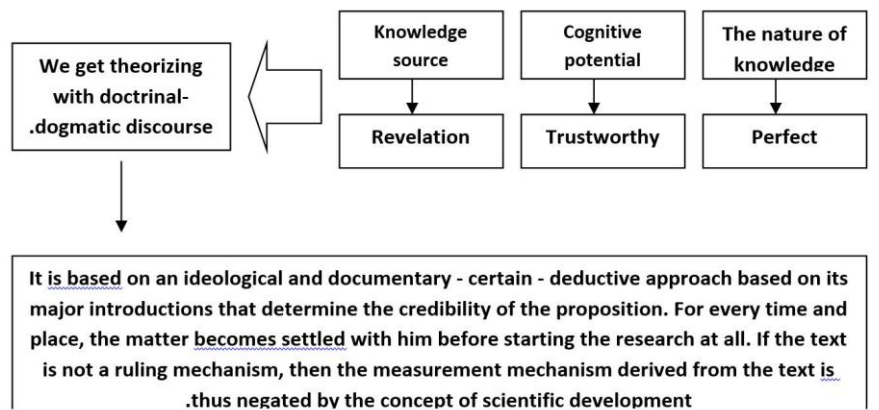 Knowledge
source
Cognitive
potential
The nature of
knowledge
We get theorizing
with doctrinal-
.dogmatic discourse
Revelation
Trustworthy
Perfect
It is based on an ideological and documentary - certain - deductive approach based on its
major introductions that determine the credibility of the proposition. For every time and
place, the matter becomes settled with him before starting the research at all. If the text
is not a ruling mechanism, then the measurement mechanism derived from the text is
.thus negated by the concept of scientific development